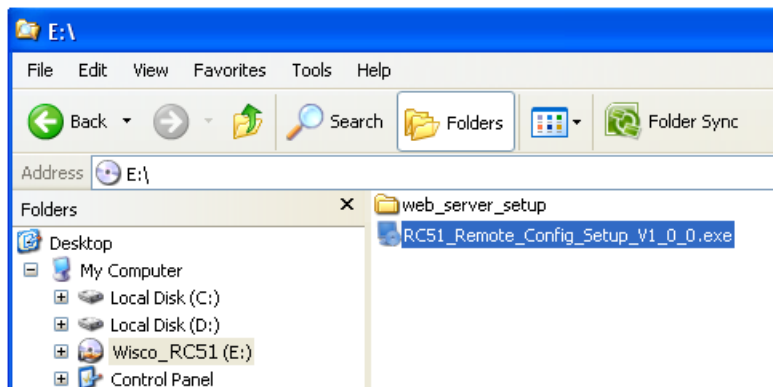 E:\
File Edit View Favorites Tools Help
Back Search Folders Folder Sync
Address E:\
Folders
Desktop
My Computer
Local Disk (C:)
Local Disk (D:)
Wisco_RC51 (E:)
Control Panel
web_server_setup
RC51_Remote_Config_Setup_V1_0_0.exe